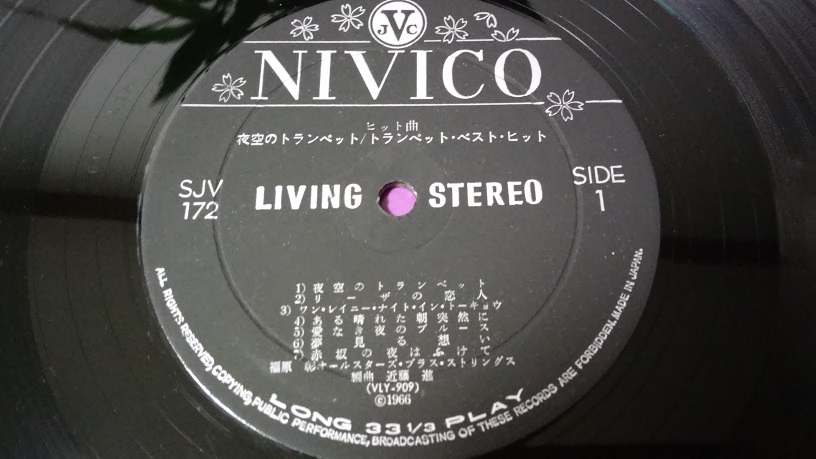 JVC
NIVICO
ヒット曲
夜空のトランペット/トランペット・ベスト・ヒット
SJV
172
LIVING STEREO
SIDE
1
1) 夜空のトランペット
2) リーザの恋人
3) ワン・レイニー・ナイト・イン・トーキョウ
4) ある晴れた朝突然に
5) 愛なき夜のブルース
6) 夢見る想い
7) 赤坂の夜はふけて
福原 彰オールスターズ・プラス・ストリングス
編曲 近藤 進
(VLY-909)
©1966
LONG 33 1/3 PLAY
ALL RIGHTS RESERVED, COPYING, PUBLIC PERFORMANCE, BROADCASTING OF THESE RECORDS ARE FORBIDDEN. MADE IN JAPAN.